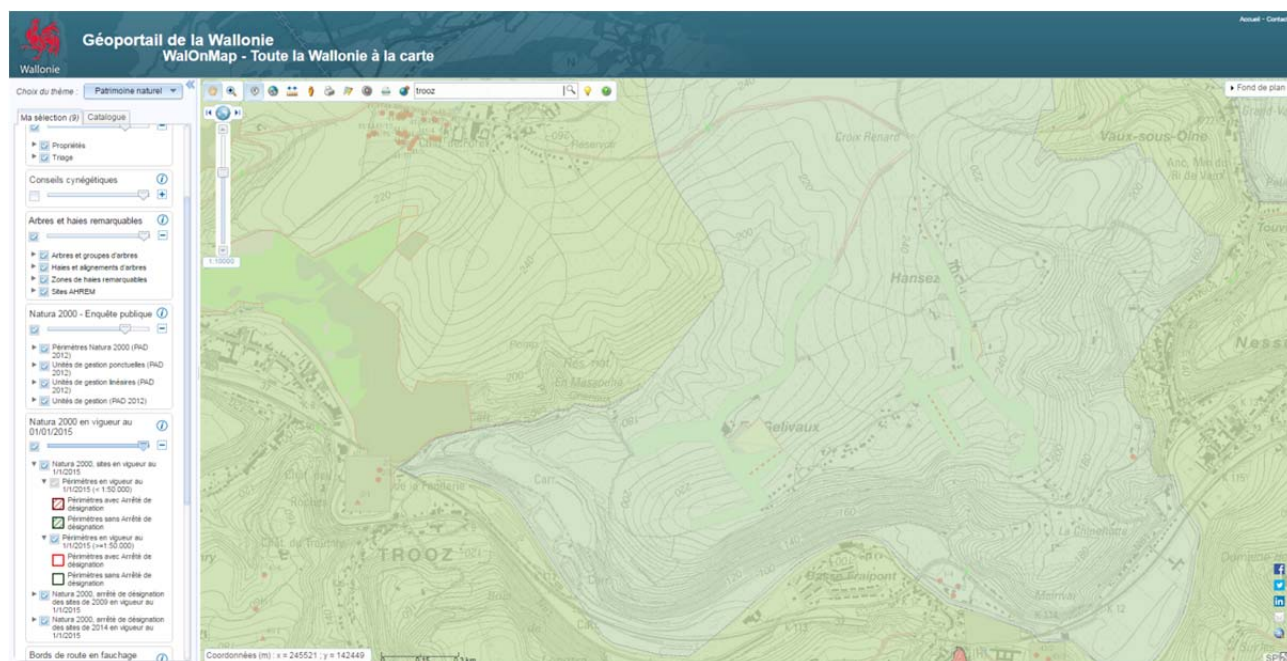 Accueil - Contact
Géoportail de la Wallonie
WalOnMap - Toute la Wallonie à la carte
Wallonie
Choix du thème : Patrimoine naturel
trooz
Fond de plan
Ma sélection (9) Catalogue
Propriétés
Triage
Conseils cynégétiques
Arbres et haies remarquables
Arbres et groupes d'arbres
Haies et alignements d'arbres
Zones de haies remarquables
Sites AHREM
Natura 2000 - Enquête publique
Périmètres Natura 2000 (PAD
2012)
Unités de gestion ponctuelles (PAD
2012)
Unités de gestion linéaires (PAD
2012)
Unités de gestion (PAD 2012)
Natura 2000 en vigueur au
01/01/2015
Natura 2000, sites en vigueur au
1/1/2015
Périmètres en vigueur au
1/1/2015 (< 1:50.000)
Périmètres avec Arrêté de
désignation
Périmètres sans Arrêté de
désignation
Périmètres en vigueur au
1/1/2015 (>=1:50.000)
Périmètres avec Arrêté de
désignation
Périmètres sans Arrêté de
désignation
Natura 2000, arrêté de désignation
des sites de 2009 en vigueur au
1/1/2015
Natura 2000, arrêté de désignation
des sites de 2014 en vigueur au
1/1/2015
Bords de route en fauchage
1:10000
Croix Renard
Vaux-sous-Olne
Réservoir
220
240
200
Hansez
TROOZ
Basse Fraipont
Coordonnées (m) : x = 245521 ; y = 142449